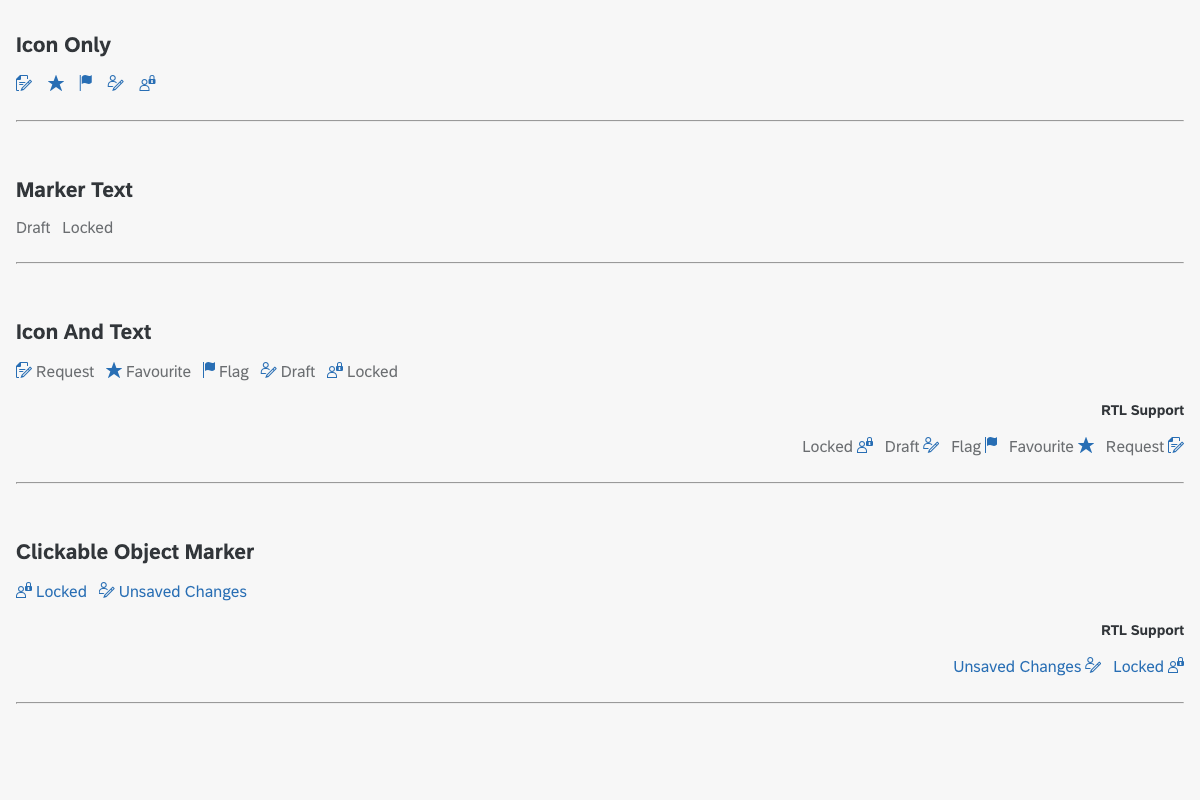 Icon Only
Marker Text
Draft Locked
Icon And Text
Request Favourite Flag Draft Locked
RTL Support
Locked Draft Flag Favourite Request
Clickable Object Marker
Locked Unsaved Changes
RTL Support
Unsaved Changes Locked